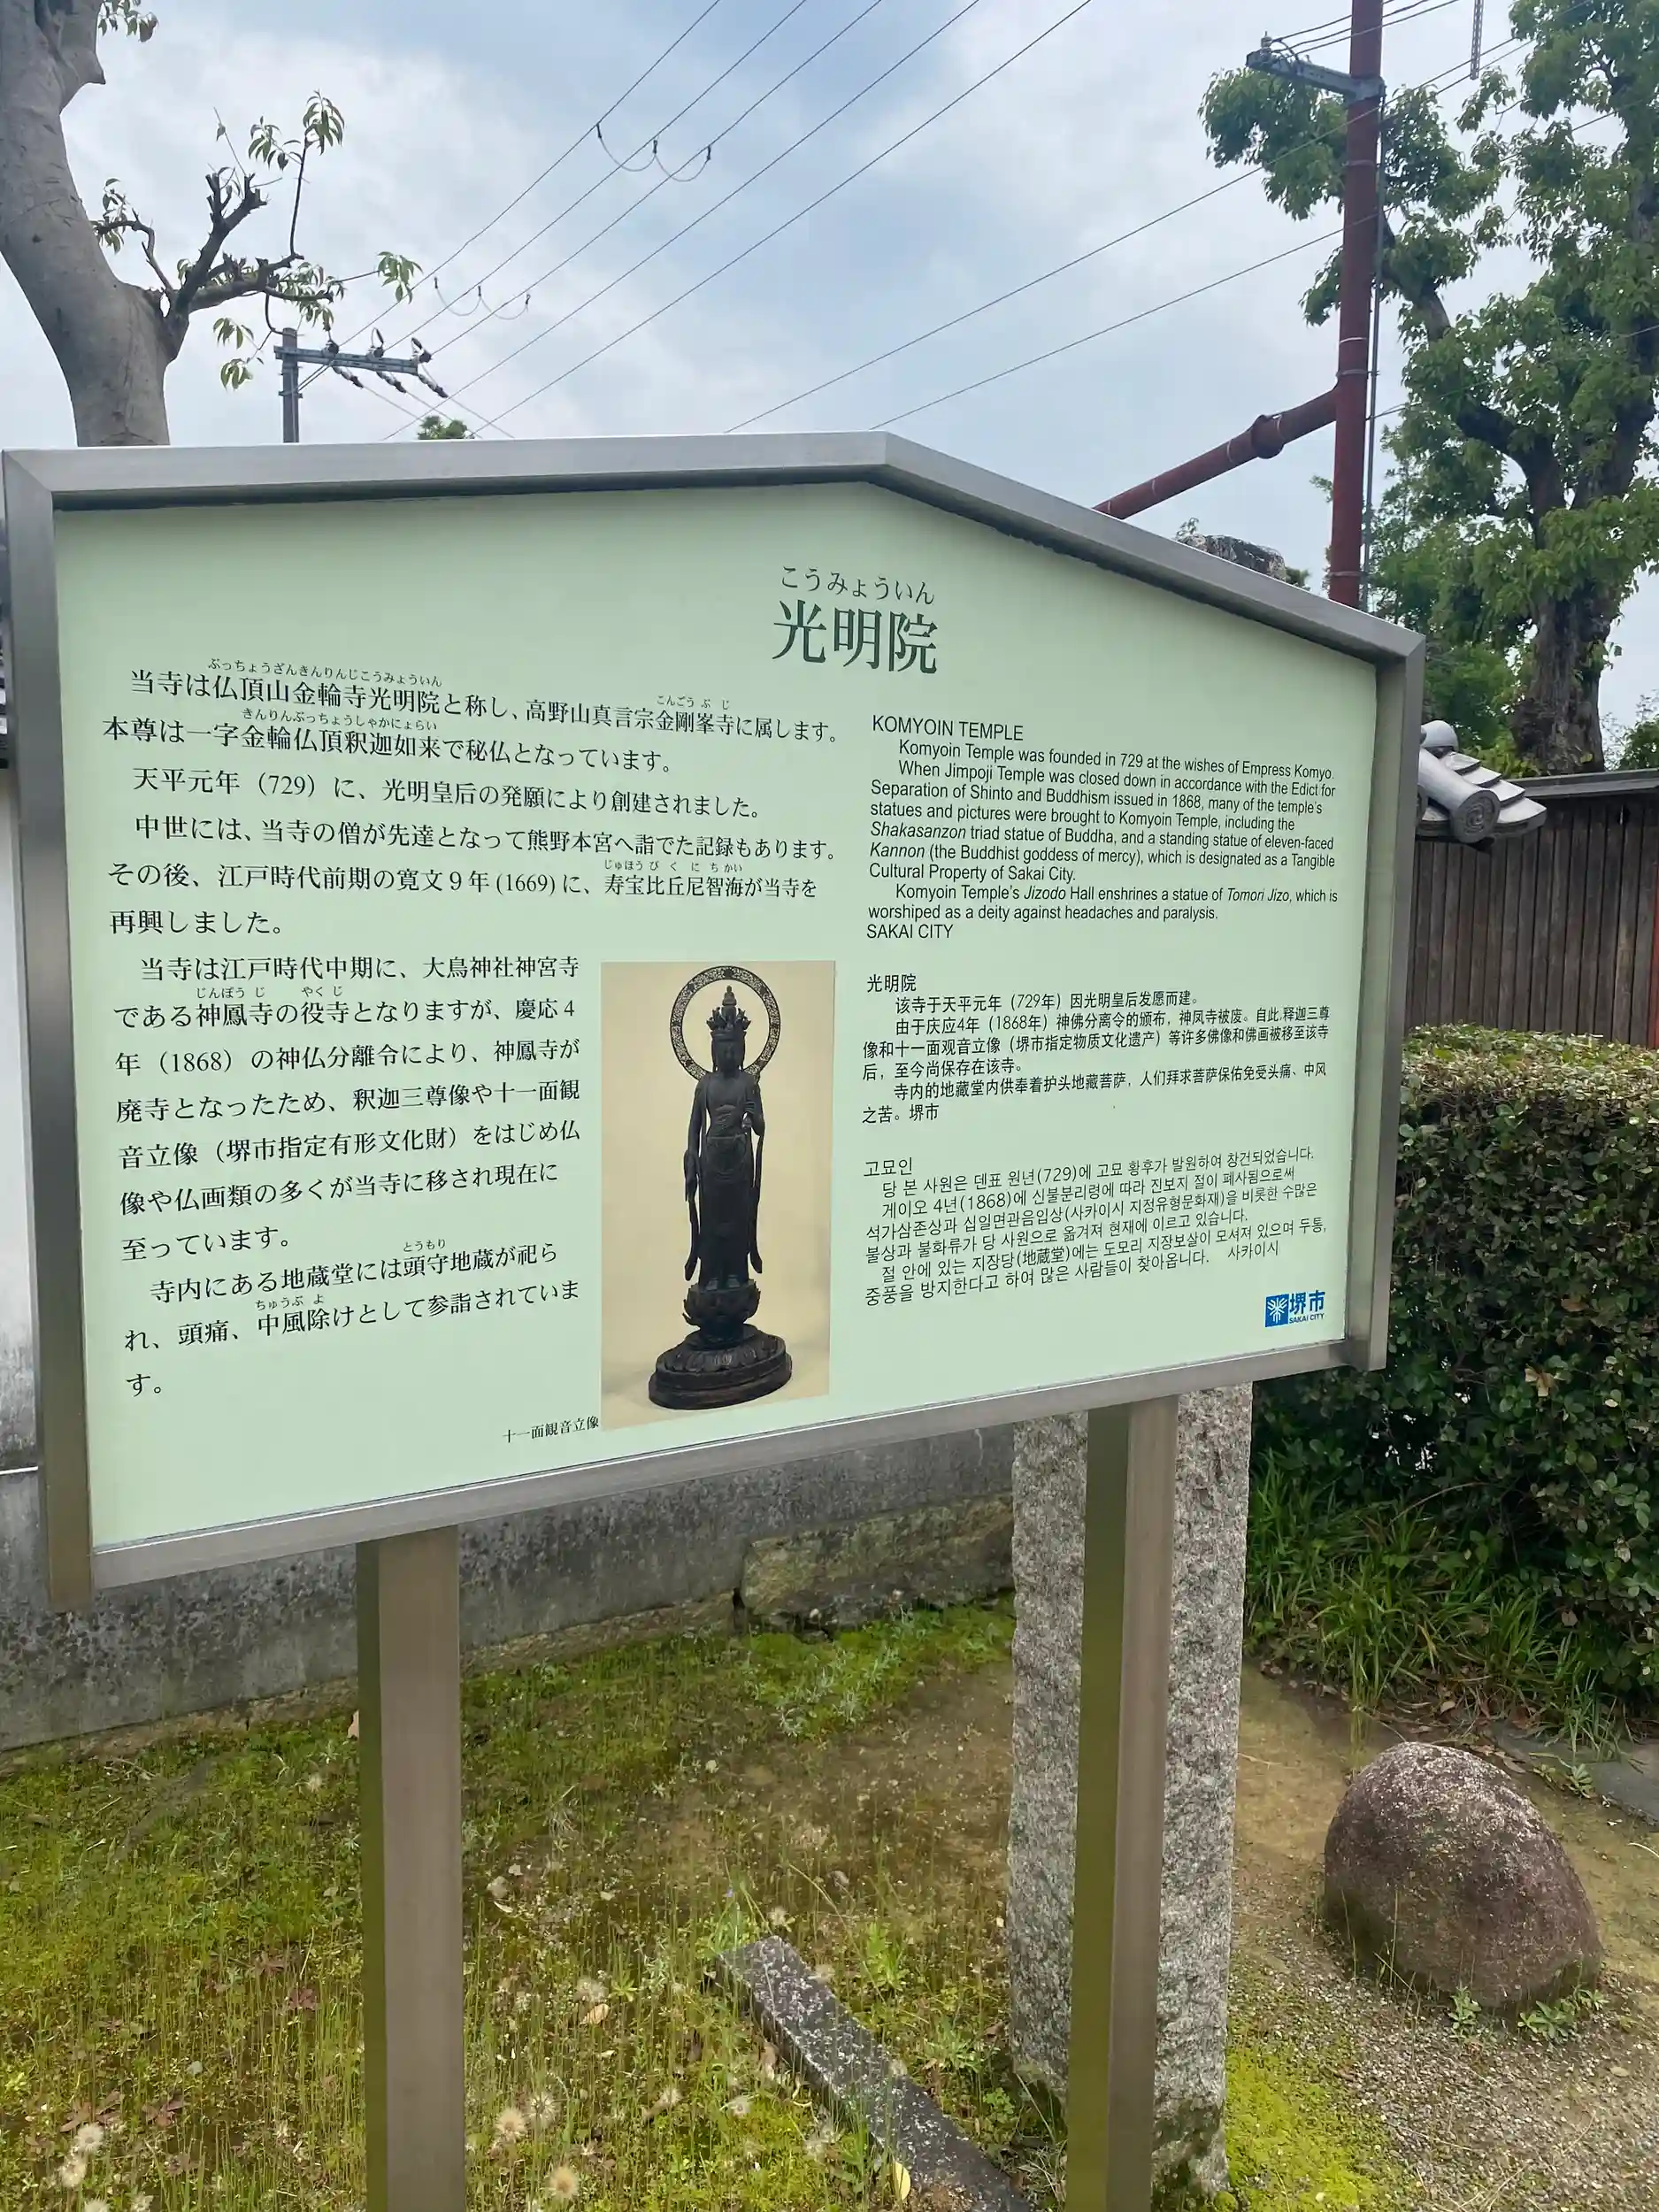 こうみょういん
光明院
ぶっちょうざんきんりんじこうみょういん
当寺は仏頂山金輪寺光明院と称し、高野山真言宗金剛峯寺に属します。
こんごうぶじ
きんりんぶっちょうしゃかにょらい
本尊は一字金輪仏頂釈迦如来で秘仏となっています。
天平元年（729）に、光明皇后の発願により創建されました。
中世には、当寺の僧が先達となって熊野本宮へ詣でた記録もあります。
じゅほうびくにちかい
その後、江戸時代前期の寛文９年(1669)に、寿宝比丘尼智海が当寺を
再興しました。
当寺は江戸時代中期に、大鳥神社神宮寺
じんぽうじ やくじ
である神鳳寺の役寺となりますが、慶応４
年（1868）の神仏分離令により、神鳳寺が
廃寺となったため、釈迦三尊像や十一面観
音立像（堺市指定有形文化財）をはじめ仏
像や仏画類の多くが当寺に移され現在に
至っています。
とうもり
寺内にある地蔵堂には頭守地蔵が祀ら
ちゅうぶよ
れ、頭痛、中風除けとして参詣されていま
す。
十一面観音立像
KOMYOIN TEMPLE
Komyoin Temple was founded in 729 at the wishes of Empress Komyo.
When Jimpoji Temple was closed down in accordance with the Edict for
Separation of Shinto and Buddhism issued in 1868, many of the temple's
statues and pictures were brought to Komyoin Temple, including the
Shakasanzon triad statue of Buddha, and a standing statue of eleven-faced
Kannon (the Buddhist goddess of mercy), which is designated as a Tangible
Cultural Property of Sakai City.
Komyoin Temple's Jizodo Hall enshrines a statue of Tomori Jizo, which is
worshiped as a deity against headaches and paralysis.
SAKAI CITY
光明院
该寺于天平元年（729年）因光明皇后发愿而建。
由于庆应4年（1868年）神佛分离令的颁布，神凤寺被废。自此,释迦三尊
像和十一面观音立像（堺市指定物质文化遗产）等许多佛像和佛画被移至该寺
后，至今尚保存在该寺。
寺内的地藏堂内供奉着护头地藏菩萨，人们拜求菩萨保佑免受头痛、中风
之苦。堺市
고묘인
당 본 사원은 덴표 원년(729)에 고묘 황후가 발원하여 창건되었습니다.
게이오 4년(1868)에 신불분리령에 따라 진보지 절이 폐사됨으로써
석가삼존상과 십일면관음입상(사카이시 지정유형문화재)을 비롯한 수많은
불상과 불화류가 당 사원으로 옮겨져 현재에 이르고 있습니다.
절 안에 있는 지장당(地蔵堂)에는 도모리 지장보살이 모셔져 있으며 두통,
중풍을 방지한다고 하여 많은 사람들이 찾아옵니다. 사카이시
堺市
SAKAI CITY